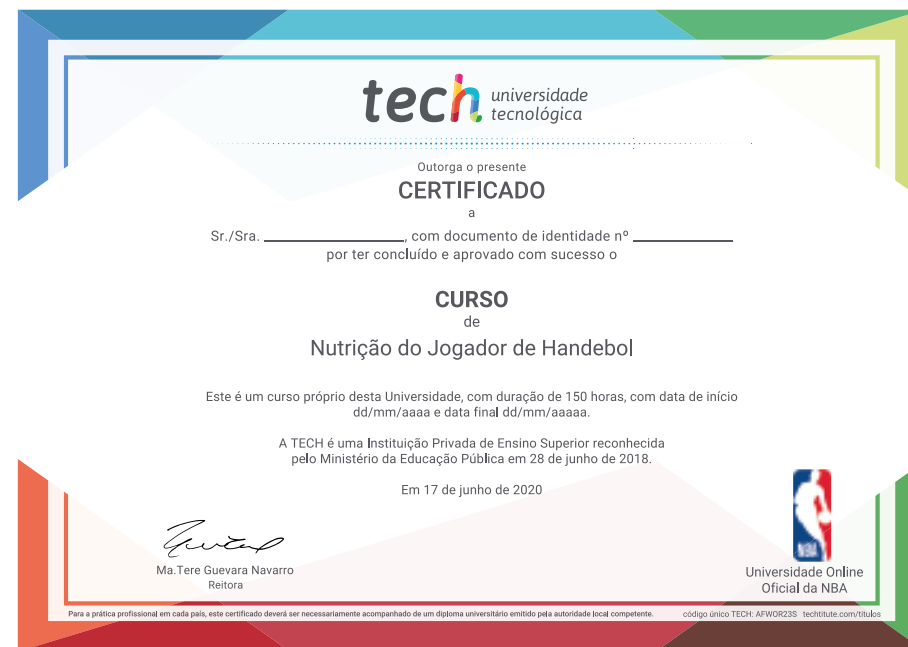 tech universidade
tecnológica
Outorga o presente
CERTIFICADO
a
Sr./Sra. ____________________, com documento de identidade nº ______________
por ter concluído e aprovado com sucesso o
CURSO
de
Nutrição do Jogador de Handebol
Este é um curso próprio desta Universidade, com duração de 150 horas, com data de início
dd/mm/aaaa e data final dd/mm/aaaaa.
A TECH é uma Instituição Privada de Ensino Superior reconhecida
pelo Ministério da Educação Pública em 28 de junho de 2018.
Em 17 de junho de 2020
Ma.Tere Guevara Navarro
Reitora
NBA
Universidade Online
Oficial da NBA
Para a prática profissional em cada país, este certificado deverá ser necessariamente acompanhado de um diploma universitário emitido pela autoridade local competente.
código único TECH: AFWOR23S techtitute.com/titulos